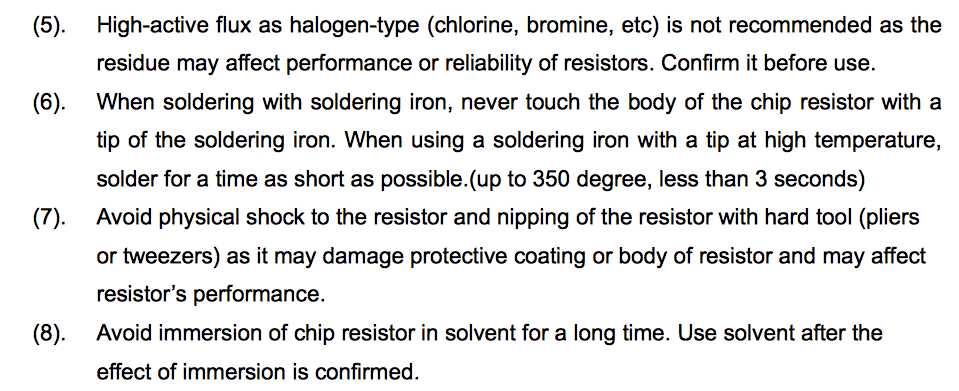 (5). High-active flux as halogen-type (chlorine, bromine, etc) is not recommended as the
residue may affect performance or reliability of resistors. Confirm it before use.
(6). When soldering with soldering iron, never touch the body of the chip resistor with a
tip of the soldering iron. When using a soldering iron with a tip at high temperature,
solder for a time as short as possible.(up to 350 degree, less than 3 seconds)
(7). Avoid physical shock to the resistor and nipping of the resistor with hard tool (pliers
or tweezers) as it may damage protective coating or body of resistor and may affect
resistor’s performance.
(8). Avoid immersion of chip resistor in solvent for a long time. Use solvent after the
effect of immersion is confirmed.